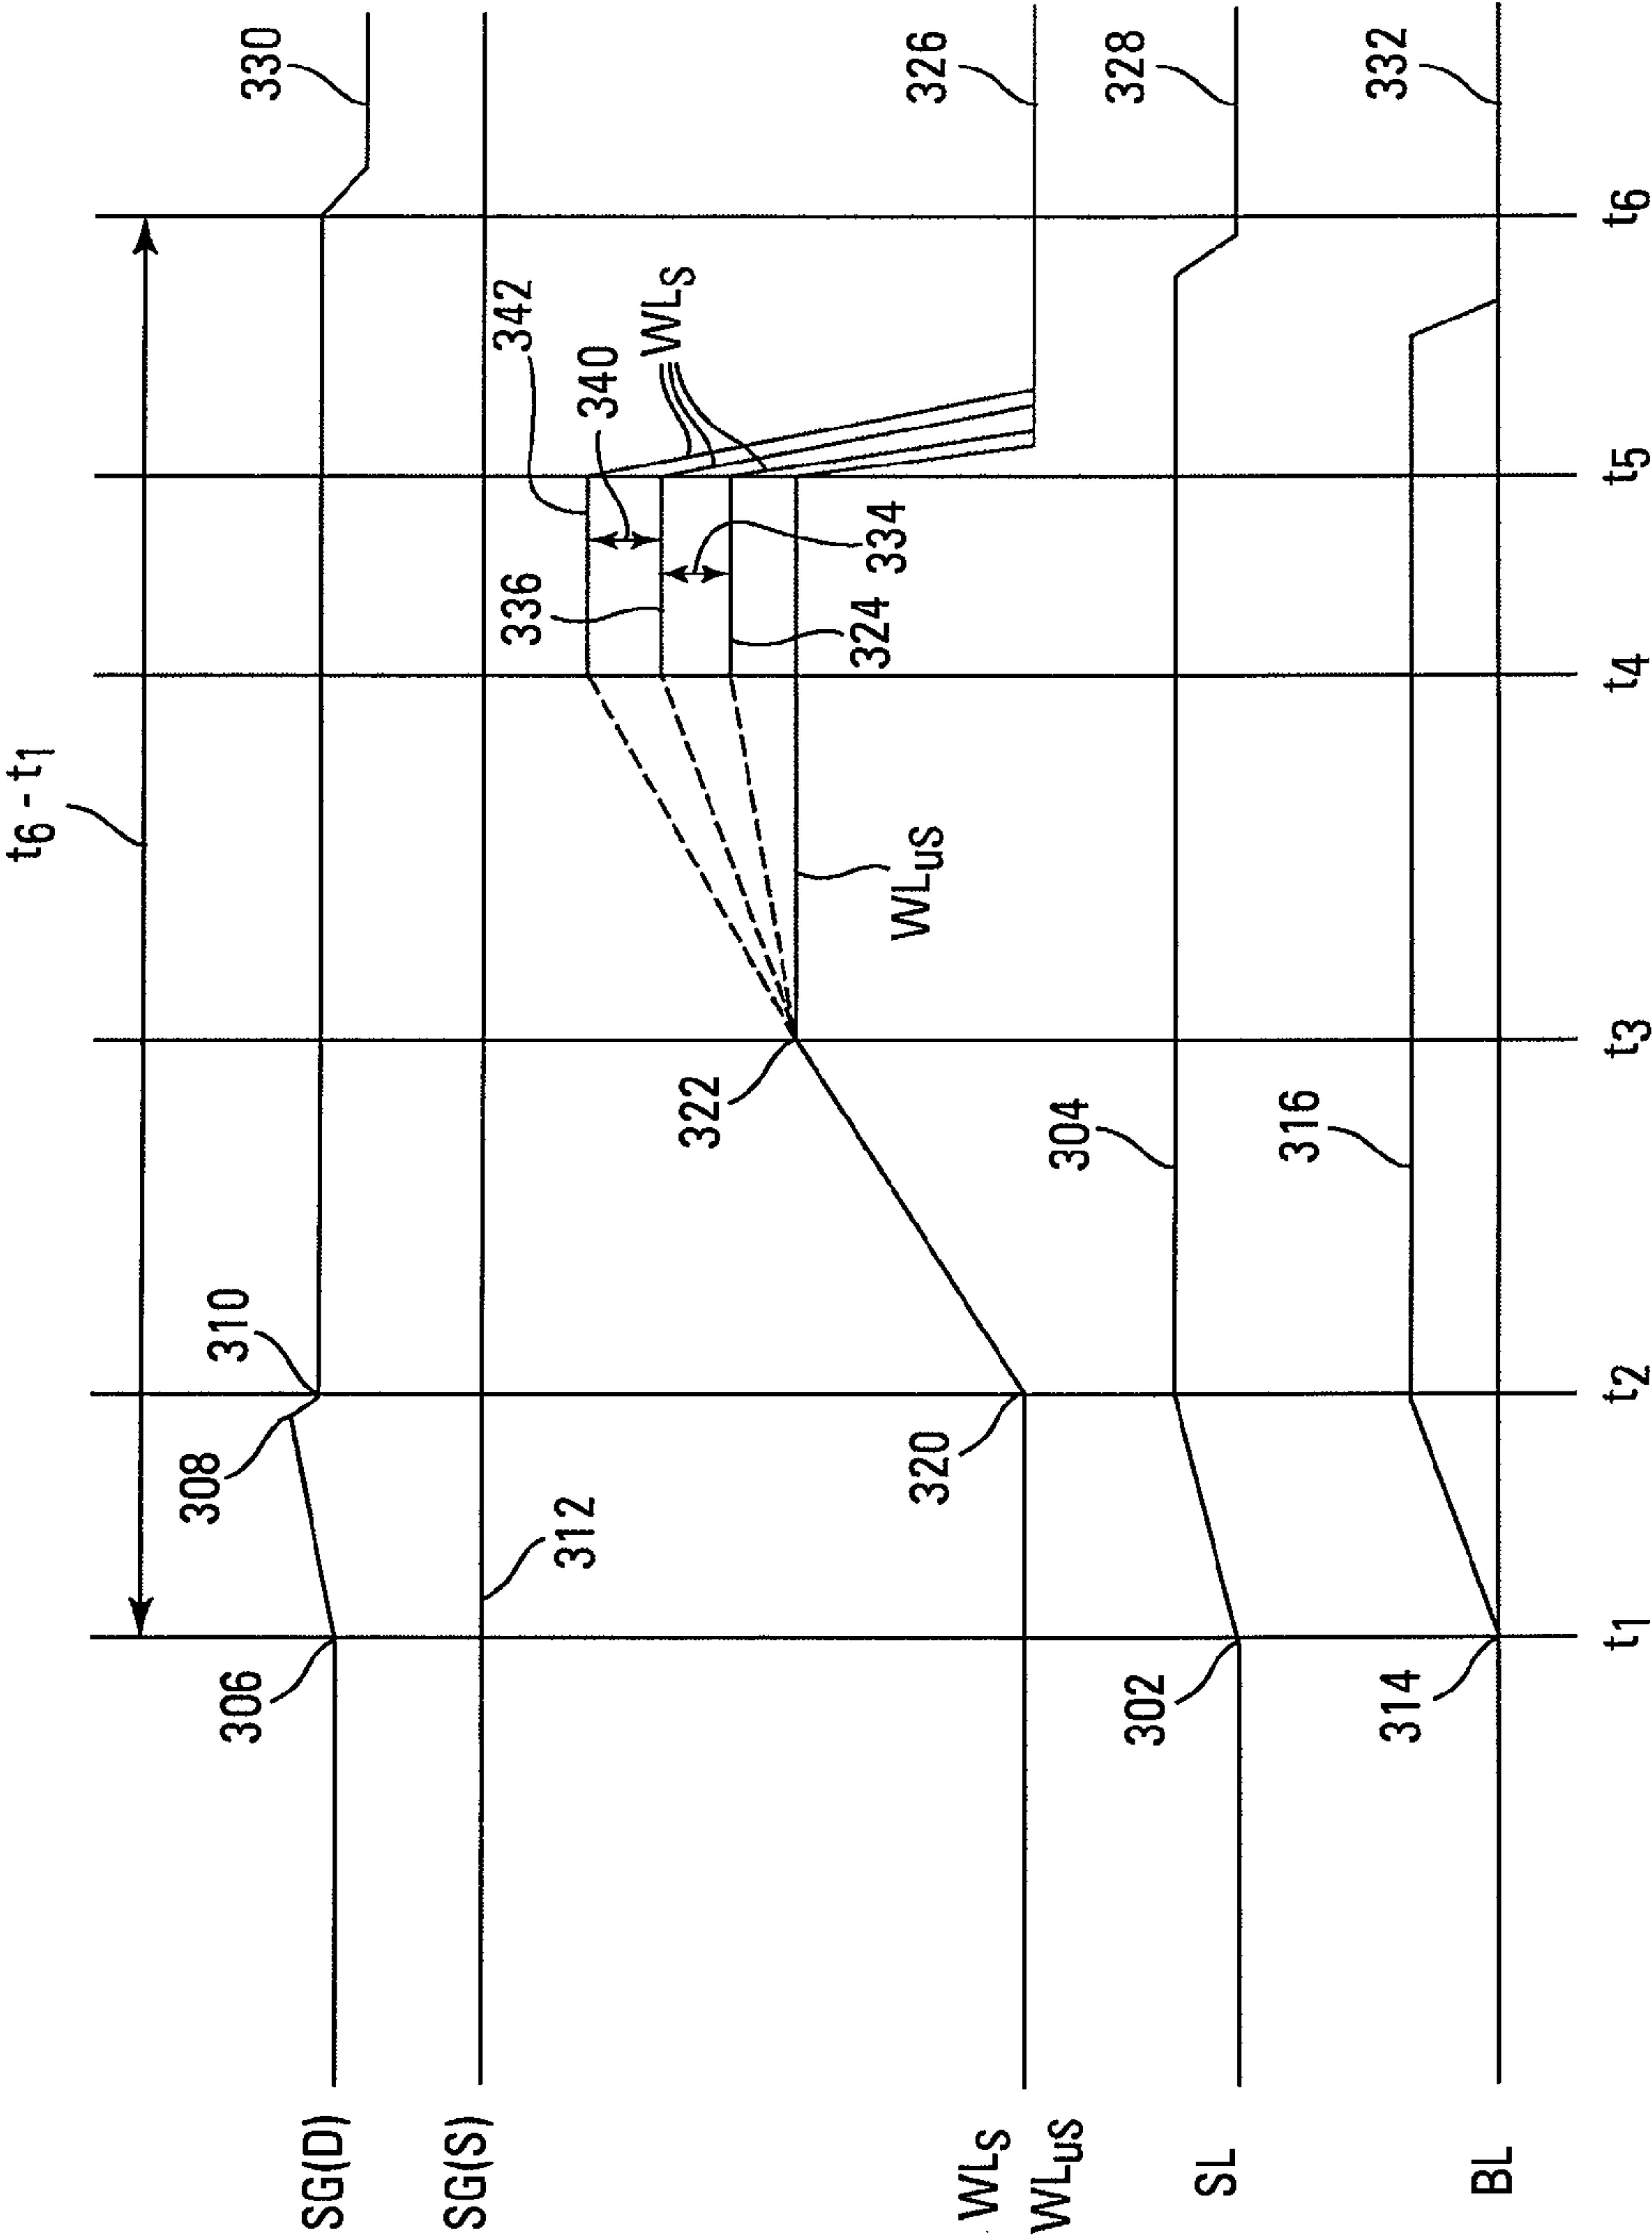 t6 - t1
330
310
308
306
SG(D)
342
340
WLS
336
334
324
312
SG(S)
322
WLUS
326
320
WLS
WLUS
304
328
302
SL
316
332
314
BL
t1
t2
t3
t4
t5
t6